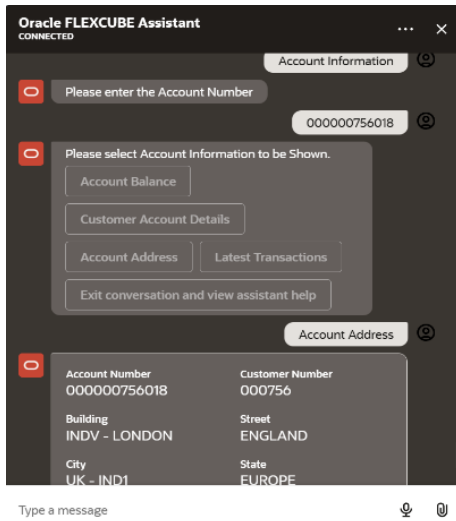 Oracle FLEXCUBE Assistant
CONNECTED
Account Information
Please enter the Account Number
000000756018
Please select Account Information to be Shown.
Account Balance
Customer Account Details
Account Address Latest Transactions
Exit conversation and view assistant help
Account Address
Account Number Customer Number
000000756018 000756
Building Street
INDV - LONDON ENGLAND
City State
UK - IND1 EUROPE
Type a message